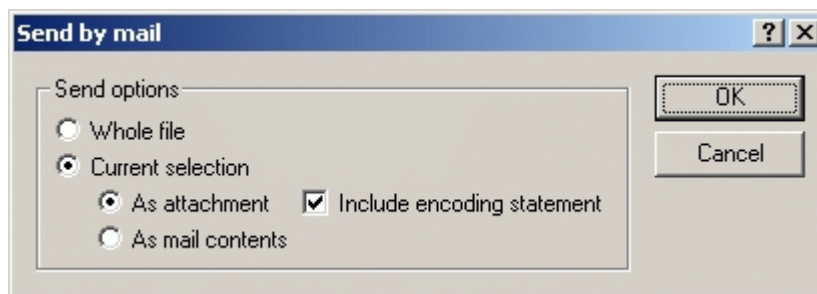 Send by mail
Send options
Whole file
Current selection
As attachment
Include encoding statement
As mail contents
OK
Cancel